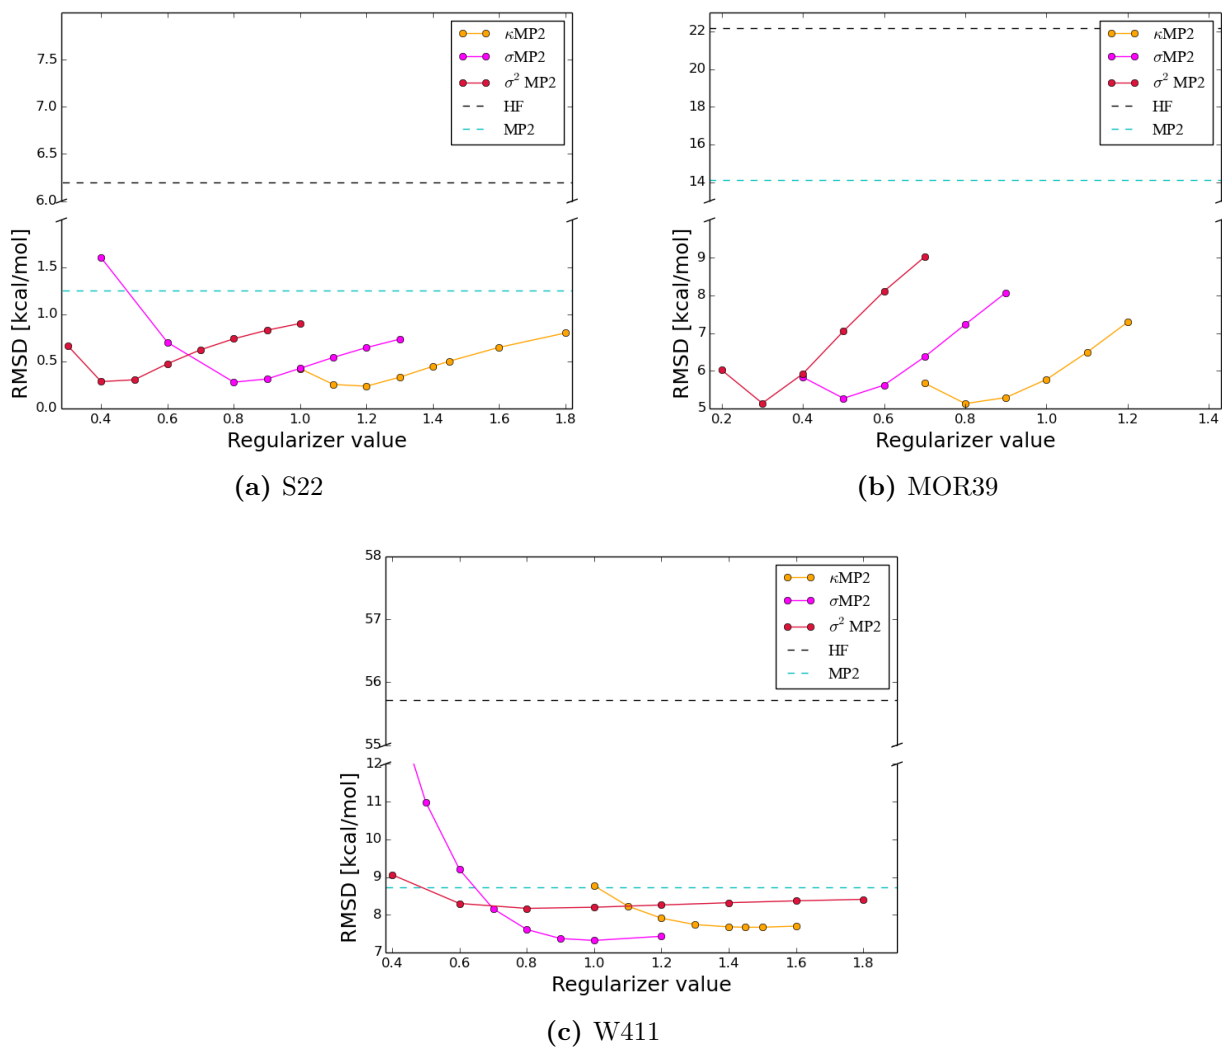 κMP2
σMP2
σ² MP2
HF
MP2
7.5
7.0
6.5
6.0
1.5
1.0
0.5
0.0
RMSD [kcal/mol]
0.4 0.6 0.8 1.0 1.2 1.4 1.6 1.8
Regularizer value
(a) S22
κMP2
σMP2
σ² MP2
HF
MP2
22
20
18
16
14
9
8
7
6
5
RMSD [kcal/mol]
0.2 0.4 0.6 0.8 1.0 1.2 1.4
Regularizer value
(b) MOR39
κMP2
σMP2
σ² MP2
HF
MP2
58
57
56
55
12
11
10
9
8
7
RMSD [kcal/mol]
0.4 0.6 0.8 1.0 1.2 1.4 1.6 1.8
Regularizer value
(c) W411